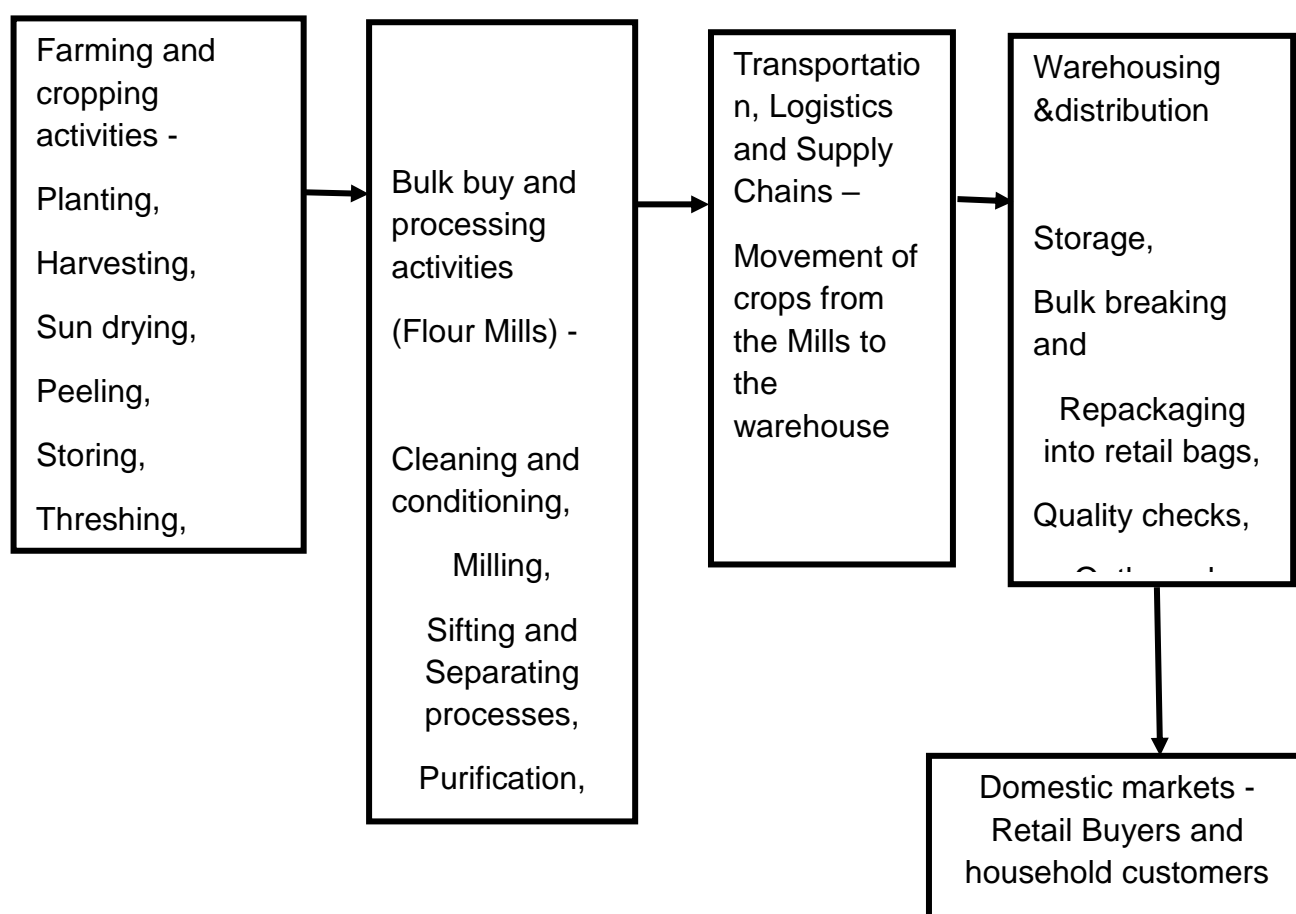 Farming and
cropping
activities -
Planting,
Harvesting,
Sun drying,
Peeling,
Storing,
Threshing,
Bulk buy and
processing
activities
(Flour Mills) -
Cleaning and
conditioning,
Milling,
Sifting and
Separating
processes,
Purification,
Transportatio
n, Logistics
and Supply
Chains –
Movement of
crops from
the Mills to
the
warehouse
Warehousing
&distribution
Storage,
Bulk breaking
and
Repackaging
into retail bags,
Quality checks,
Domestic markets -
Retail Buyers and
household customers